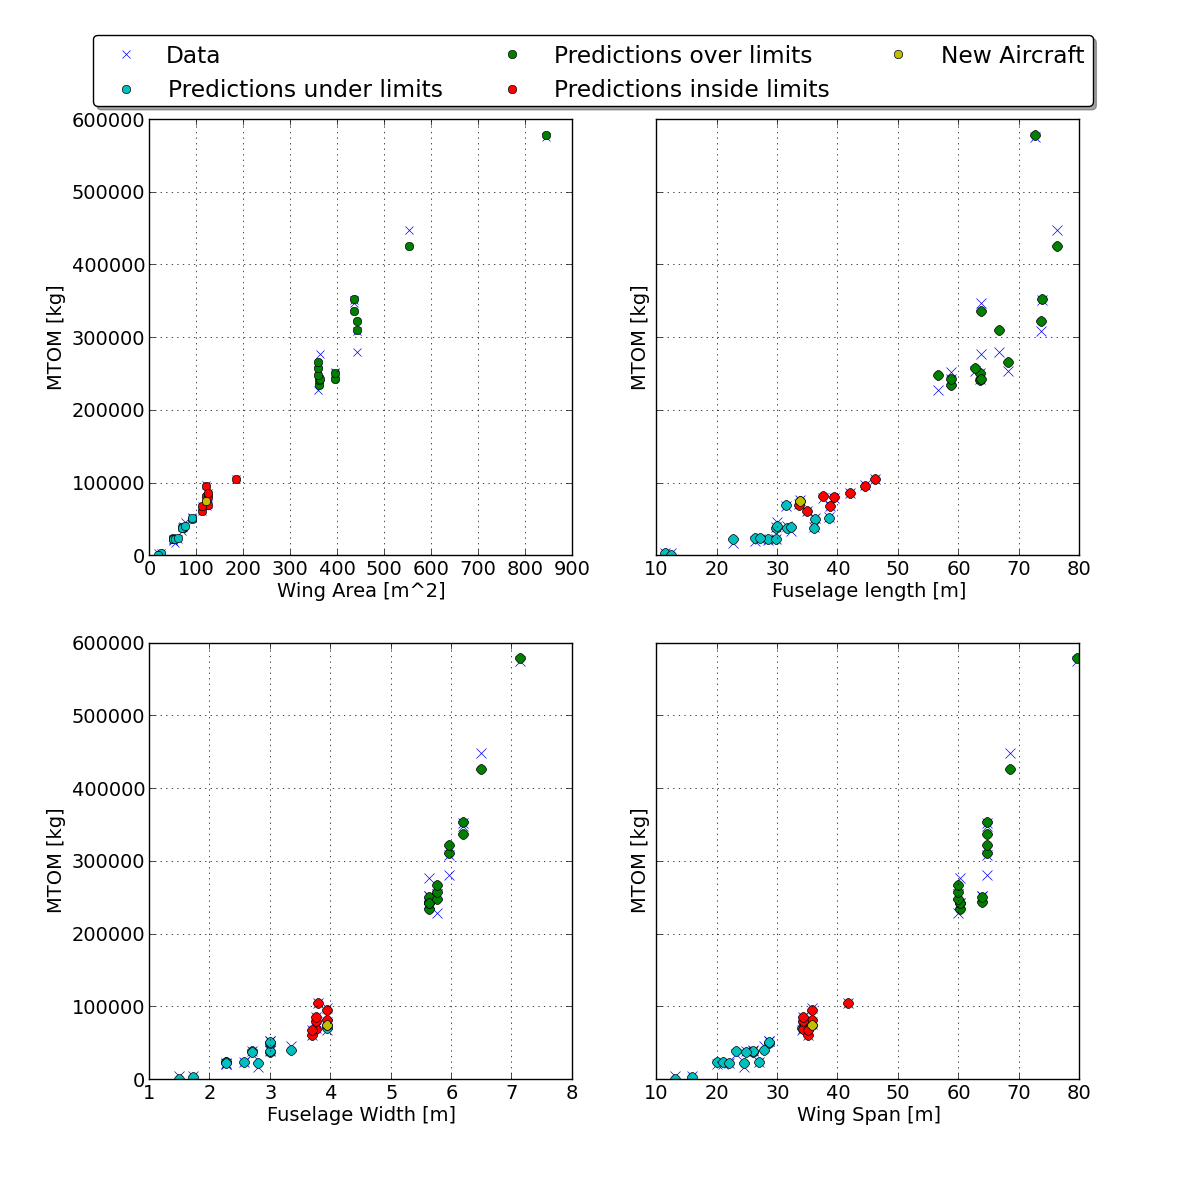 Data
Predictions over limits
New Aircraft
Predictions under limits
Predictions inside limits
600000
500000
400000
300000
200000
100000
0
MTOM [kg]
0 100 200 300 400 500 600 700 800 900
Wing Area [m^2]
MTOM [kg]
10 20 30 40 50 60 70 80
Fuselage length [m]
600000
500000
400000
300000
200000
100000
0
MTOM [kg]
1 2 3 4 5 6 7 8
Fuselage Width [m]
MTOM [kg]
10 20 30 40 50 60 70 80
Wing Span [m]